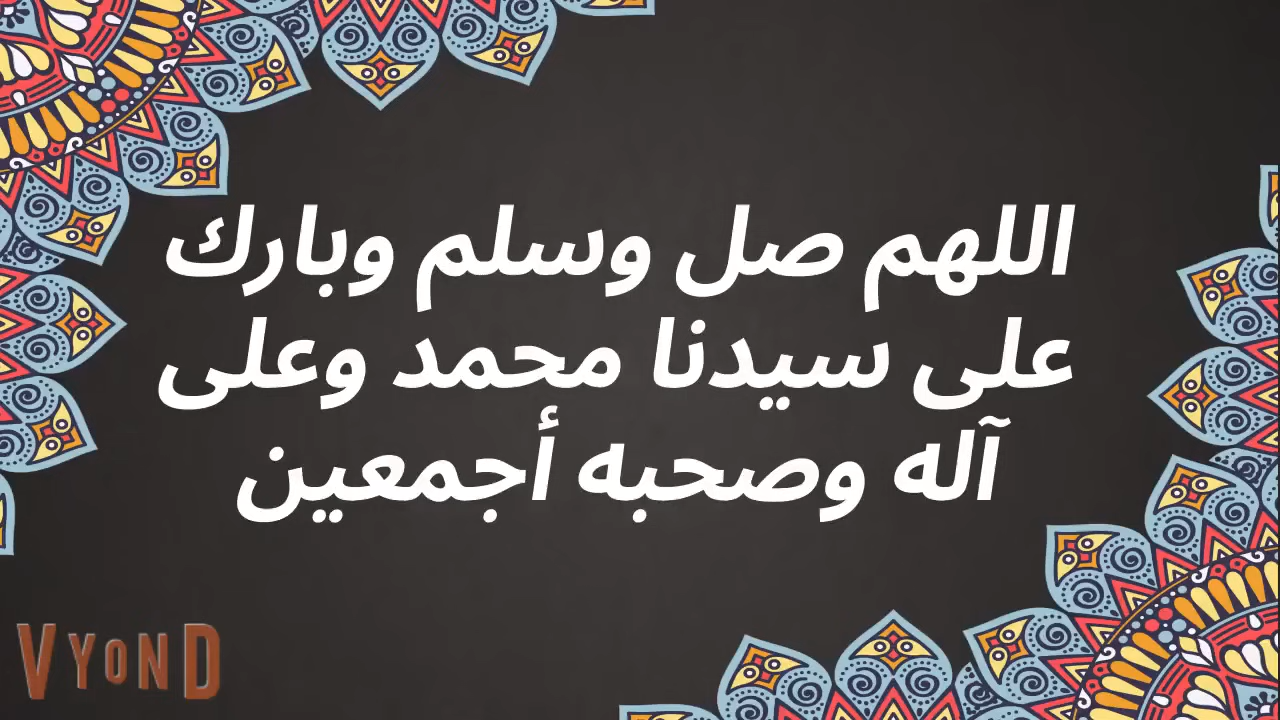 اللهم صل وسلم وبارك
على سيدنا محمد وعلى
آله وصحبه أجمعين
VYOND